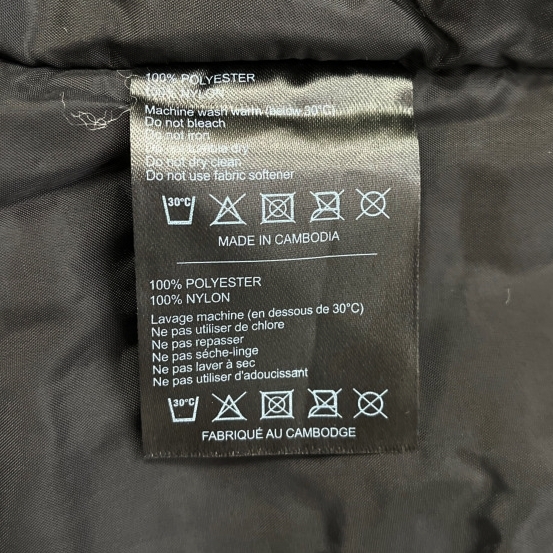 100% POLYESTER
100% NYLON
Machine wash warm (below 30°C)
Do not bleach
Do not iron
Do not tumble dry
Do not dry clean
Do not use fabric softener
30°C
MADE IN CAMBODIA
100% POLYESTER
100% NYLON
Lavage machine (en dessous de 30°C)
Ne pas utiliser de chlore
Ne pas repasser
Ne pas séche-linge
Ne pas laver à sec
Ne pas utiliser d'adoucissant
30°C
FABRIQUÉ AU CAMBODGE